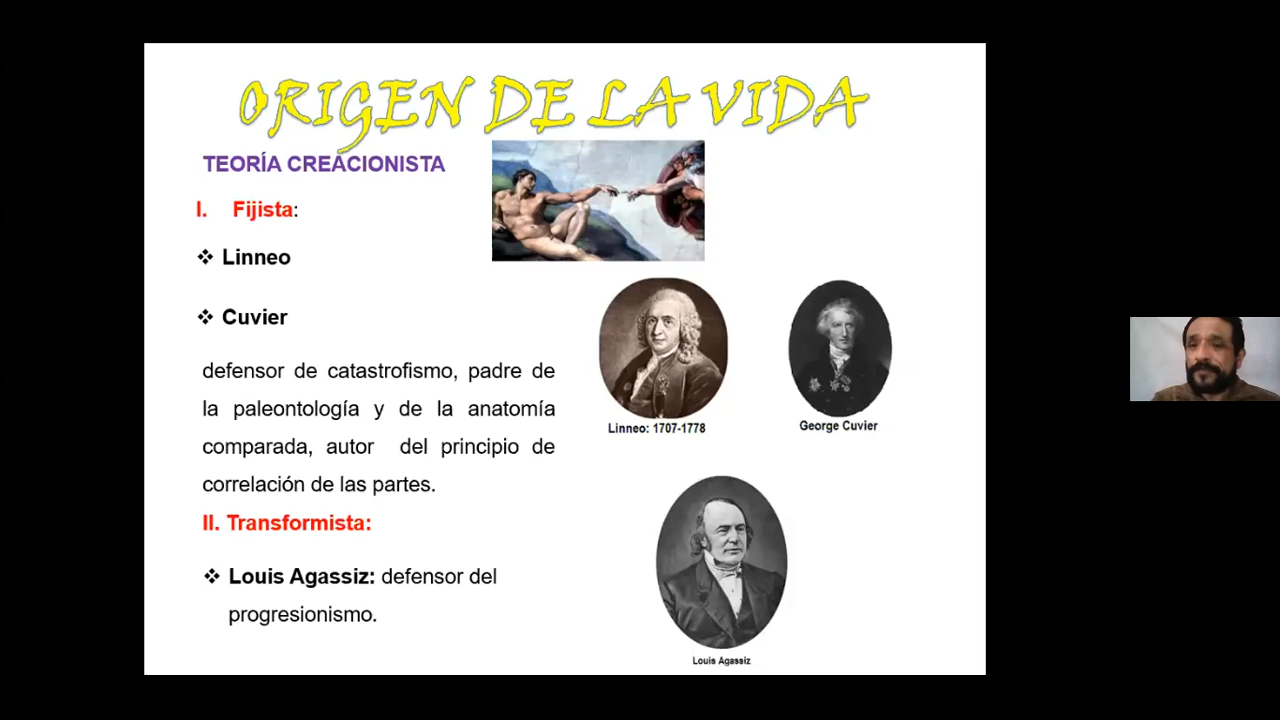 ORIGEN DE LA VIDA
TEORÍA CREACIONISTA
I. Fijista:
❖ Linneo
❖ Cuvier
defensor de catastrofismo, padre de
la paleontología y de la anatomía
comparada, autor del principio de
correlación de las partes.
II. Transformista:
❖ Louis Agassiz: defensor del
progresionismo.
Linneo: 1707-1778
George Cuvier
Louis Agassiz